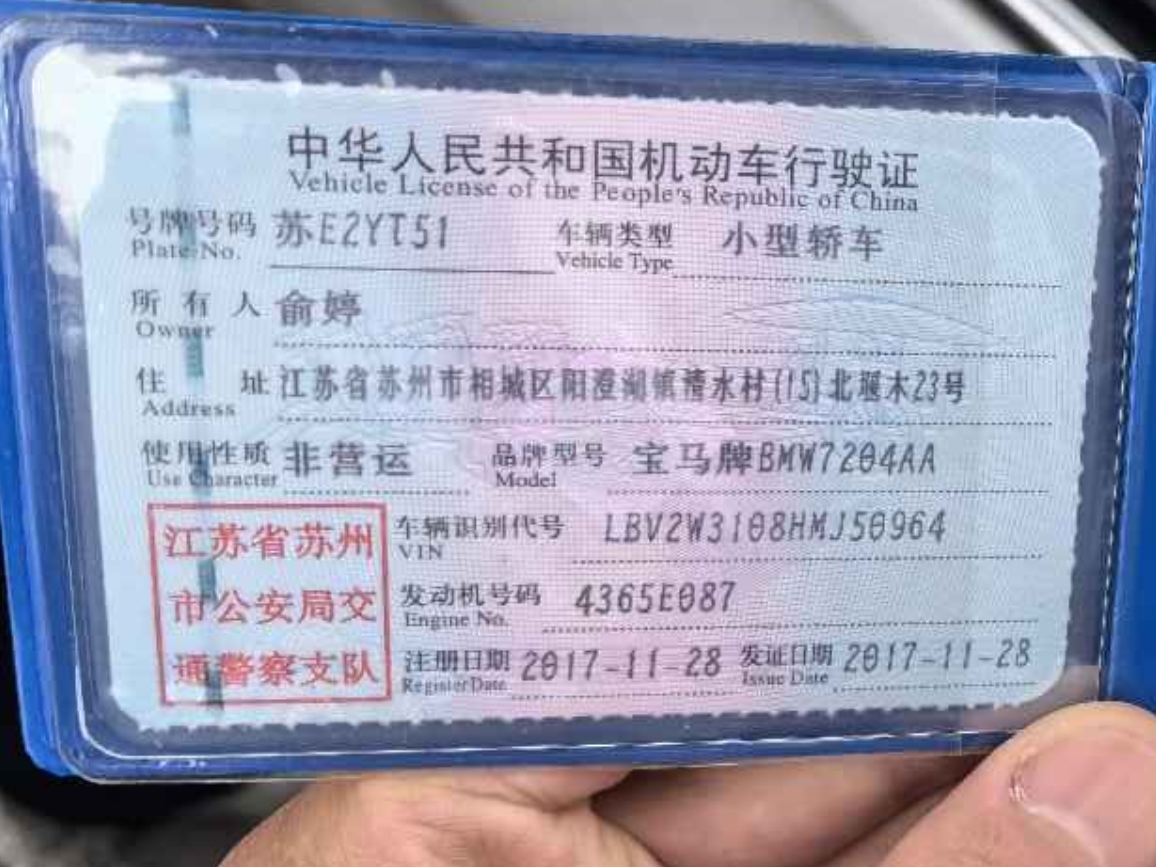 中华人民共和国机动车行驶证
Vehicle License of the People's Republic of China
号牌号码 苏E2YT51 车辆类型 小型轿车
Plate No. Vehicle Type
所有人 俞婷
Owner
住址 江苏省苏州市相城区阳澄湖镇清水村(15)北堰木23号
Address
使用性质 非营运 品牌型号 宝马牌BMW7204AA
Use Character Model
江苏省苏州 车辆识别代号 LBV2W3108HMJ50964
VIN
市公安局交 发动机号码 4365E087
Engine No.
通警察支队 注册日期 2017-11-28 发证日期 2017-11-28
Register Date Issue Date